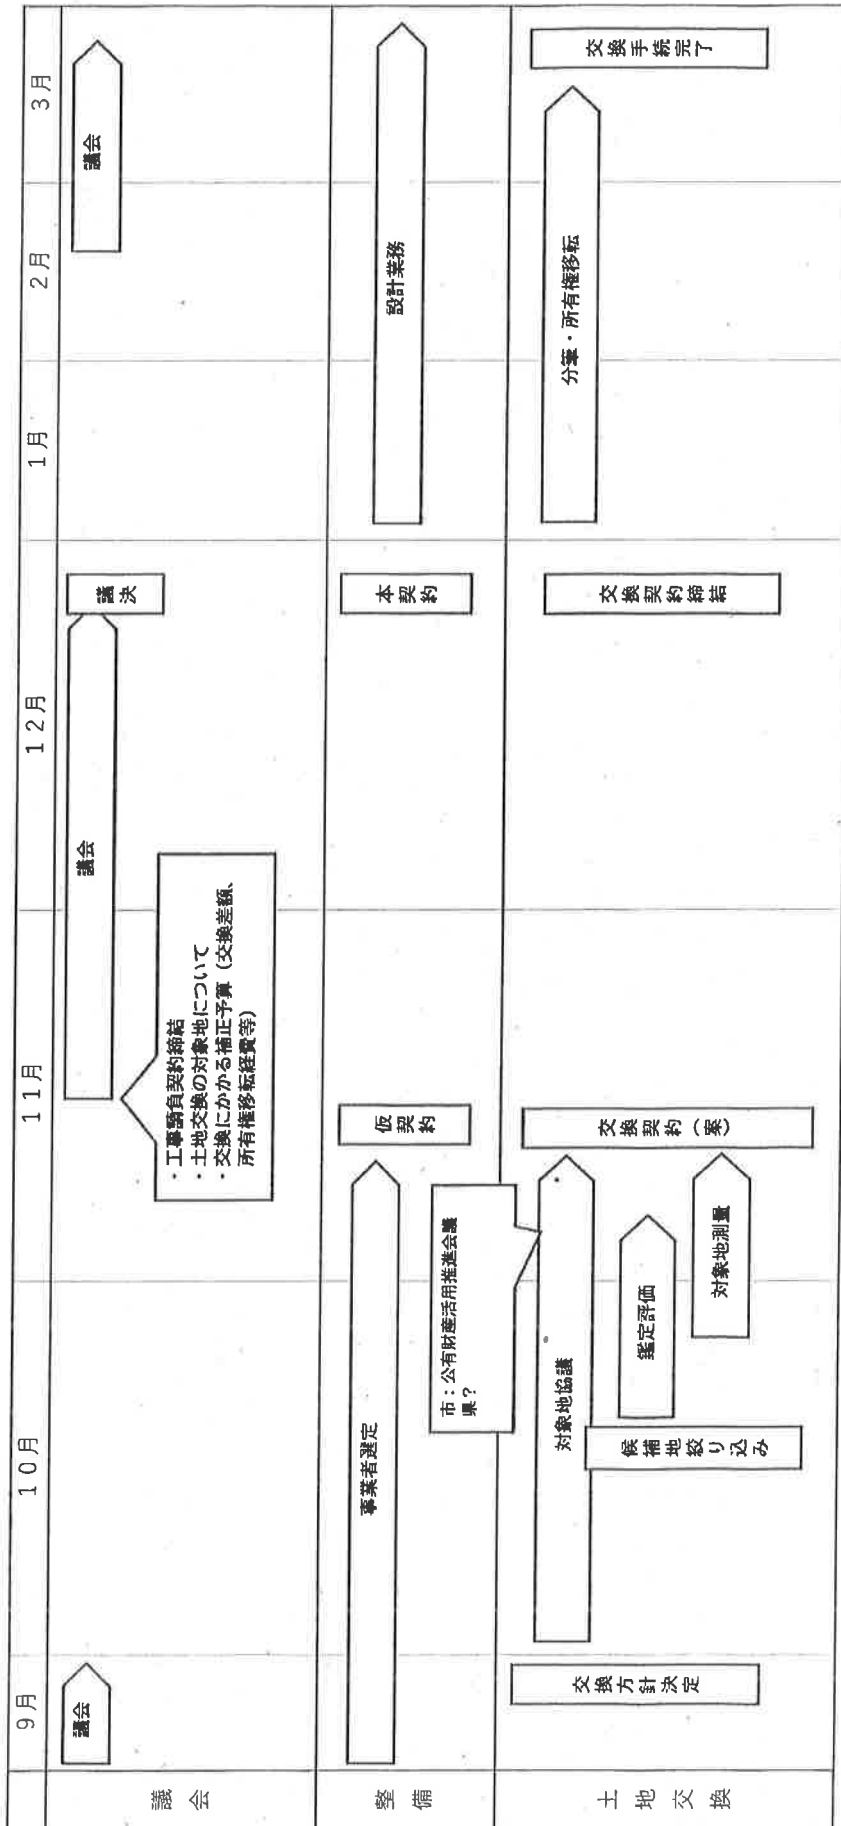 9月
10月
11月
12月
1月
2月
3月
議会
議会
議会
議決
議会
・工事請負契約締結
・土地交換の対象地について
・交換にかかる補正予算（交換差額、
所有権移転経費等）
整備
事業者選定
仮契約
本契約
設計業務
土地交換
交換方針決定
市：公有財産活用推進会議
県？
対象地協議
候補地絞り込み
鑑定評価
対象地測量
交換契約（案）
交換契約締結
分筆・所有権移転
交換手続完了